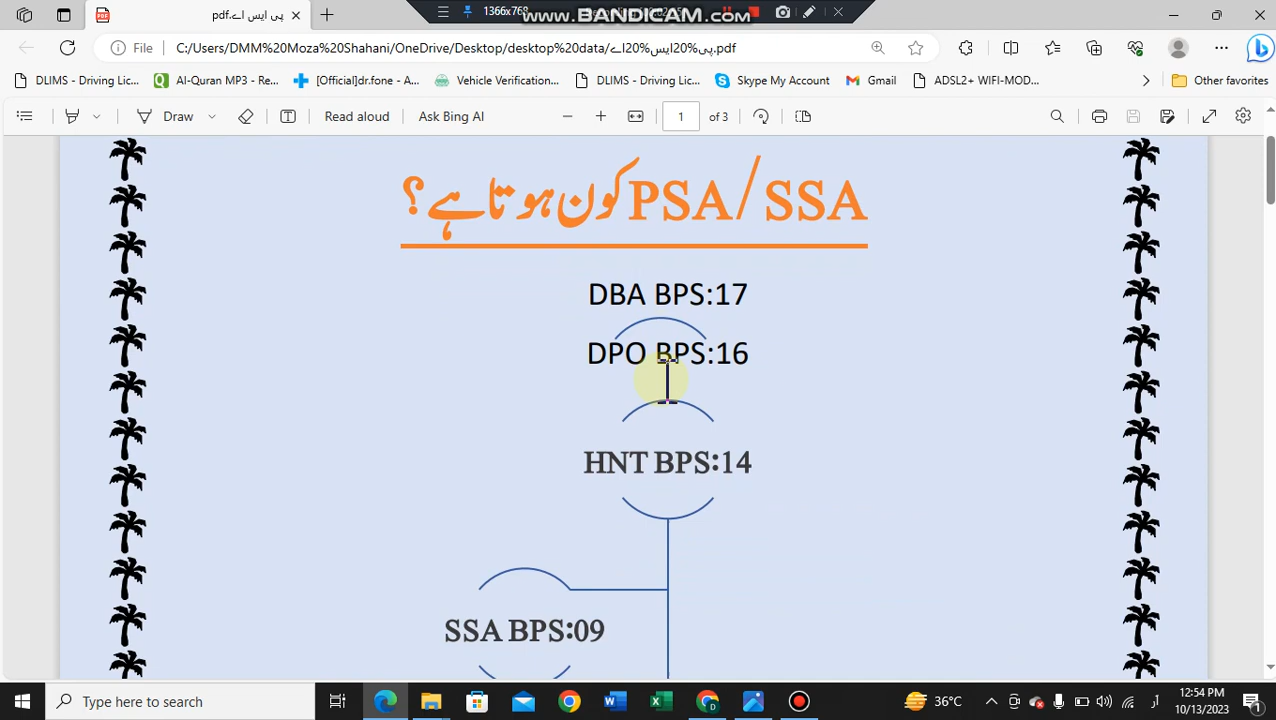 پی ایس اے.pdf
1366x768
www.BANDICAM.com
File
C:/Users/DMM%20Moza%20Shahani/OneDrive/Desktop/desktop%20data/پی%20ایس%20اے.pdf
DLIMS - Driving Lic...
Al-Quran MP3 - Re...
[Official]dr.fone - A...
Vehicle Verification...
DLIMS - Driving Lic...
Skype My Account
Gmail
ADSL2+ WIFI-MOD...
Other favorites
Draw
Read aloud
Ask Bing AI
1 of 3
PSA/SSA کون ہوتا ہے؟
DBA BPS:17
DPO BPS:16
HNT BPS:14
SSA BPS:09
Type here to search
36°C
12:54 PM
10/13/2023